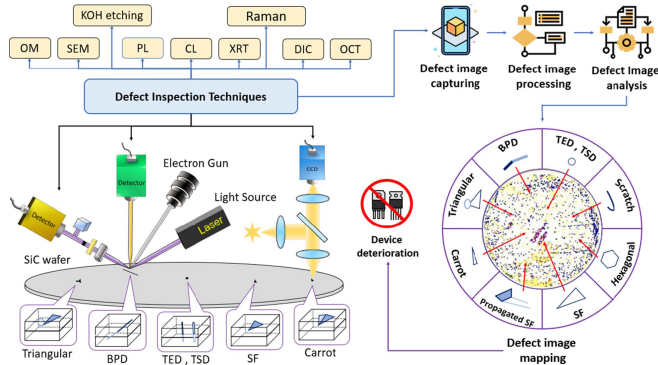 KOH etching
Raman
OM
SEM
PL
CL
XRT
DIC
OCT
Defect Inspection Techniques
Defect image
capturing
Defect image
processing
Defect Image
analysis
Electron Gun
Light Source
Detector
Detector
CCD
Laser
SiC wafer
Triangular
BPD
TED , TSD
SF
Carrot
Device
deterioration
BPD
TED , TSD
Scratch
Hexagonal
SF
Propagated SF
Carrot
Triangular
Defect image
mapping